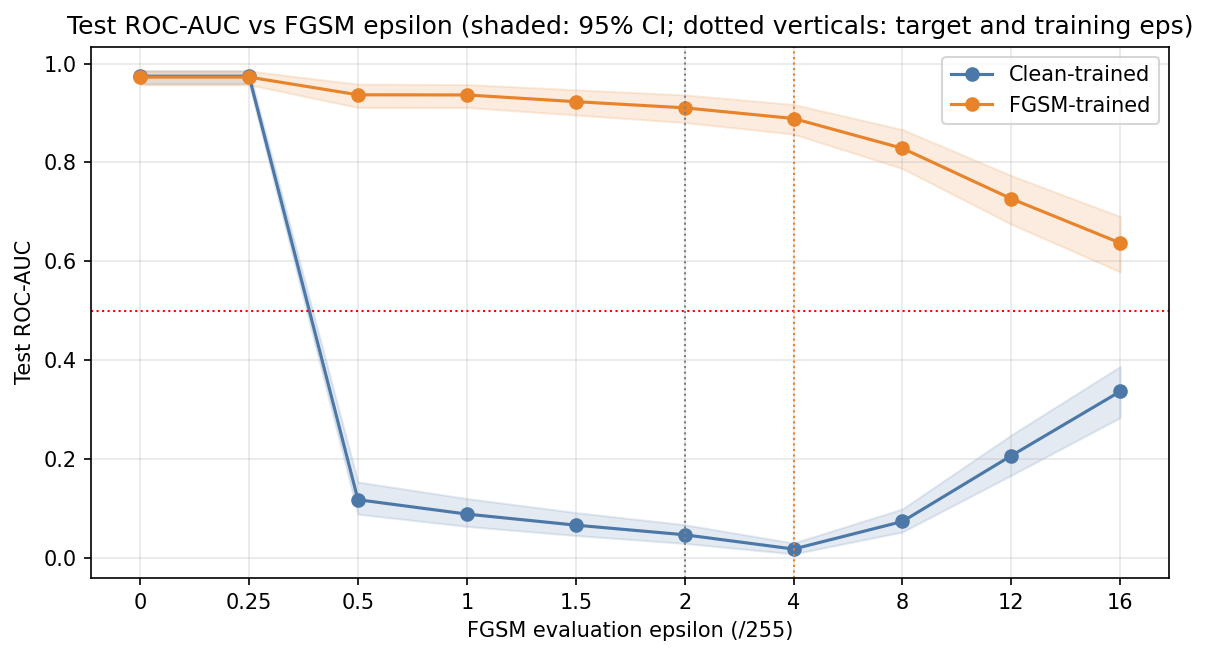 Test ROC-AUC vs FGSM epsilon (shaded: 95% CI; dotted verticals: target and training eps)
Clean-trained
FGSM-trained
Test ROC-AUC
1.0
0.8
0.6
0.4
0.2
0.0
0 0.25 0.5 1 1.5 2 4 8 12 16
FGSM evaluation epsilon (/255)